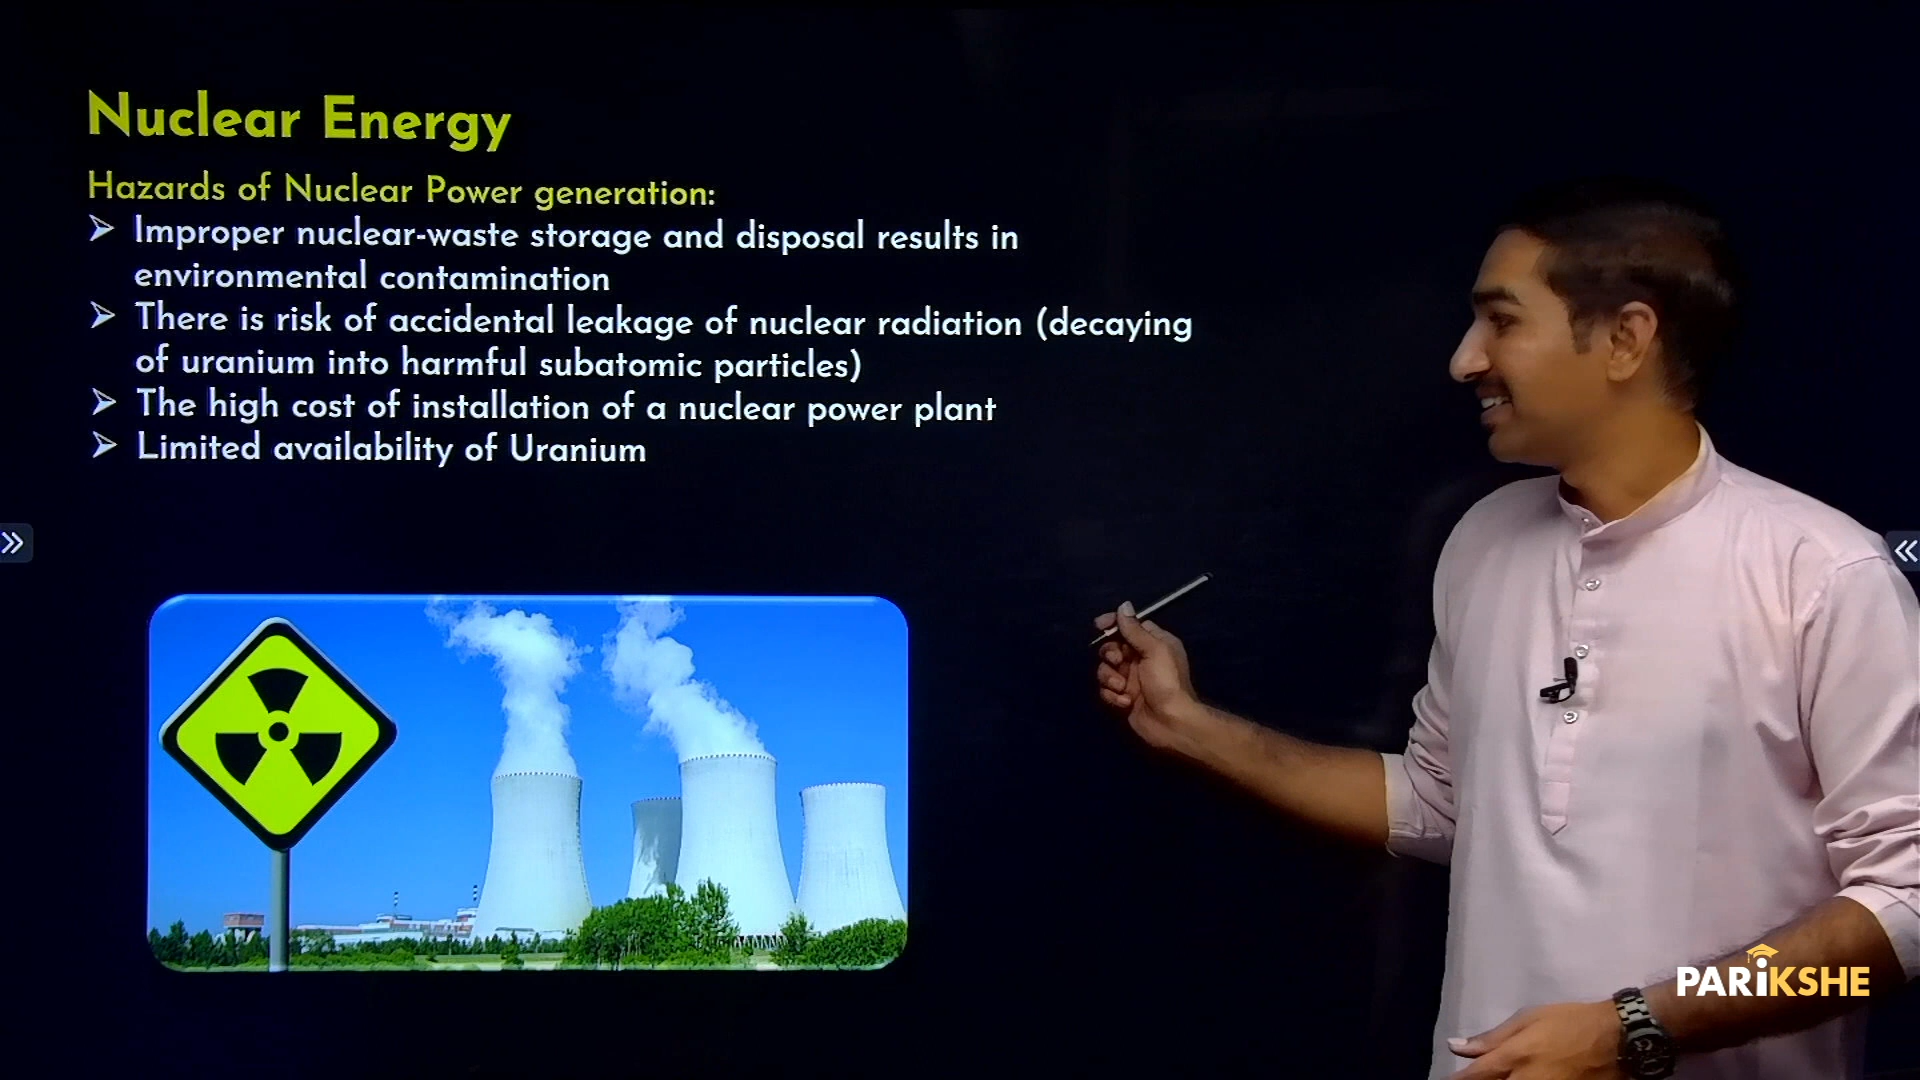 Nuclear Energy
Hazards of Nuclear Power generation:
➢ Improper nuclear-waste storage and disposal results in
environmental contamination
➢ There is risk of accidental leakage of nuclear radiation (decaying
of uranium into harmful subatomic particles)
➢ The high cost of installation of a nuclear power plant
➢ Limited availability of Uranium
PARIKSHE